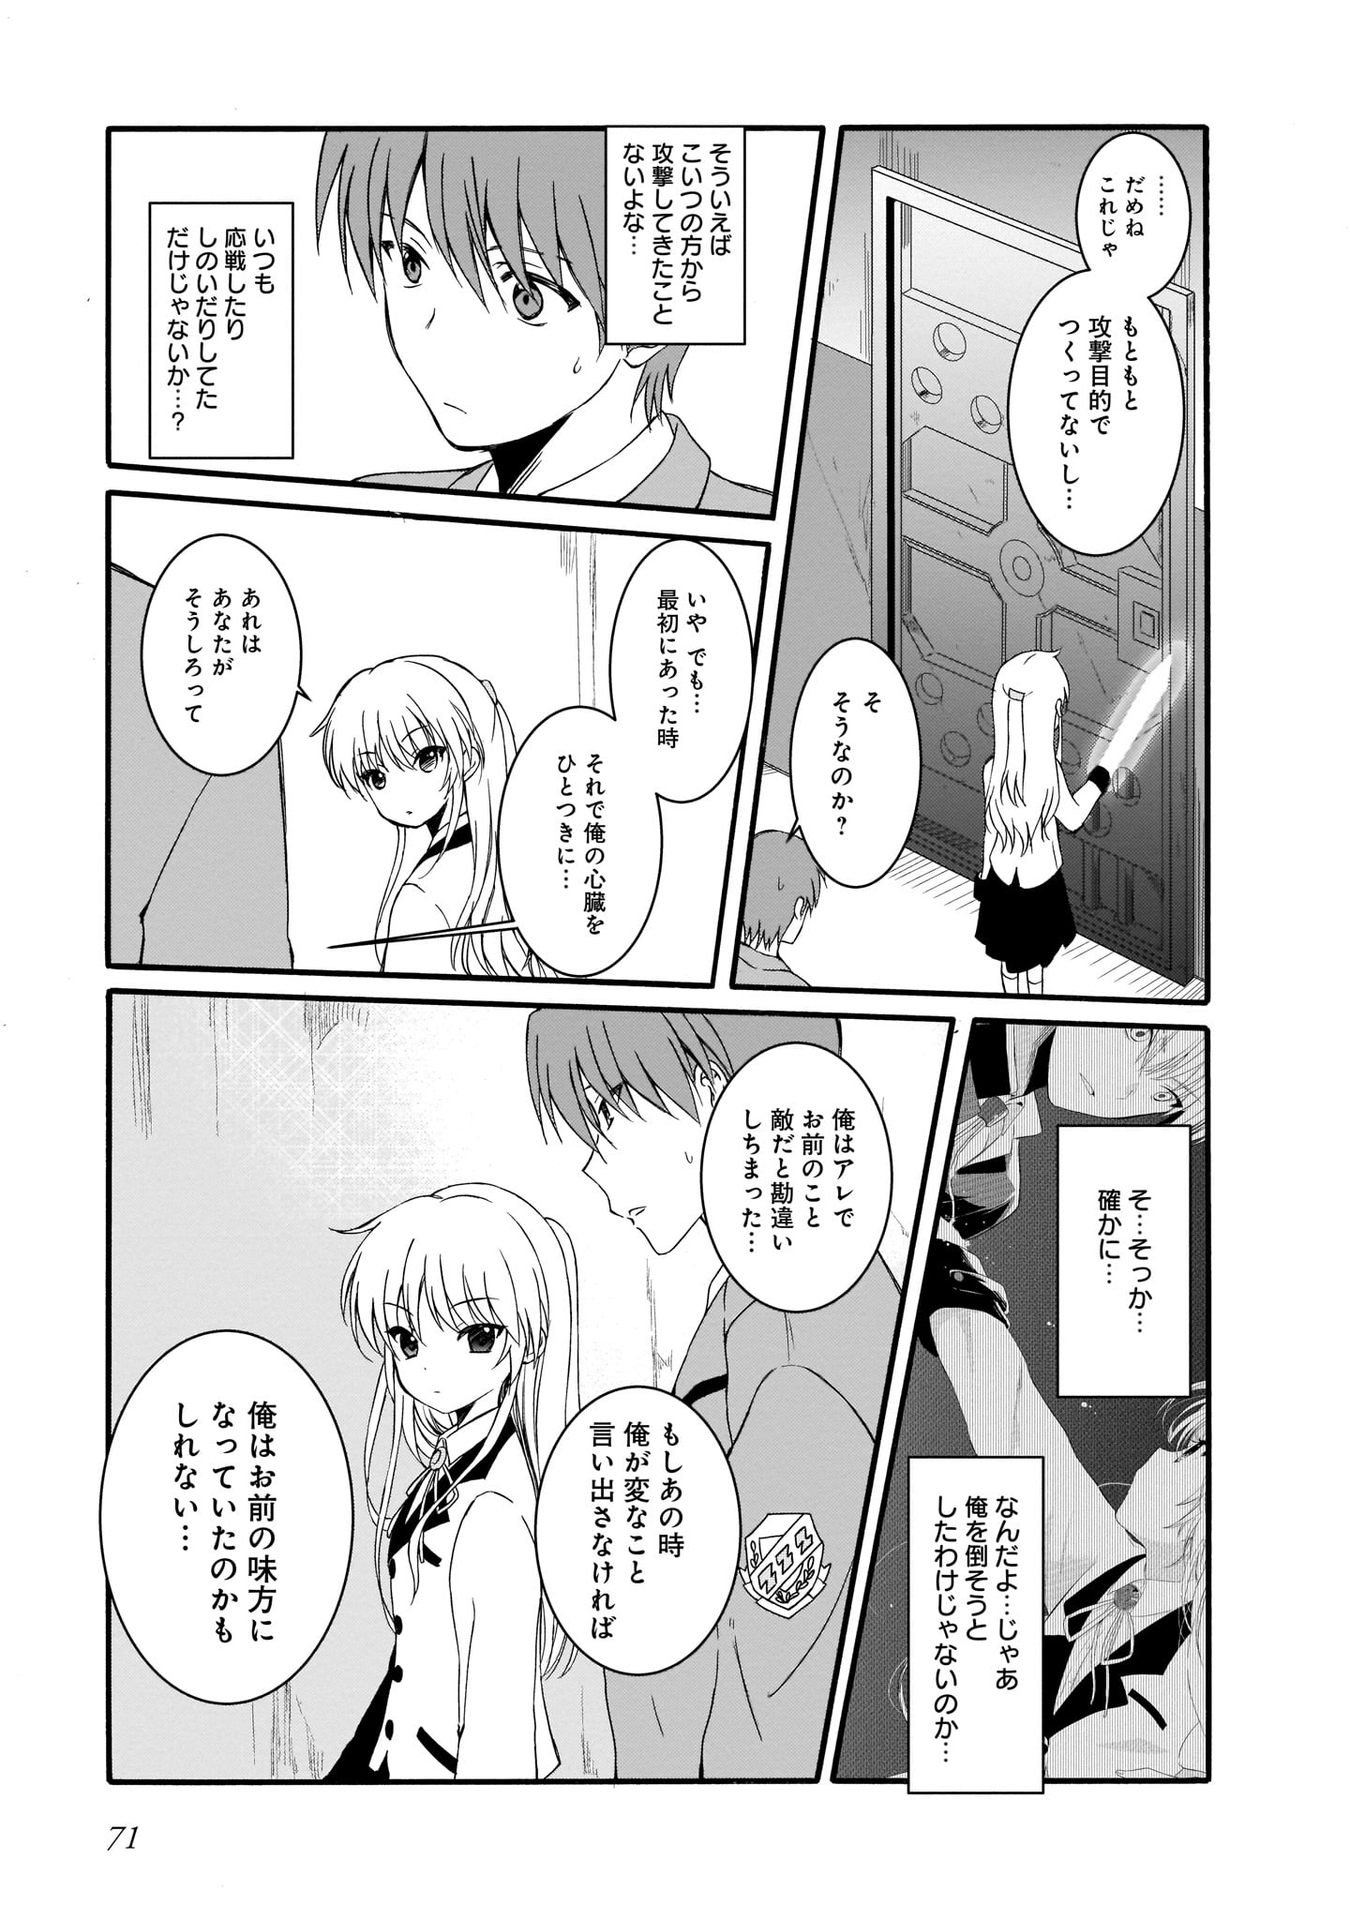 ……
だめね
これじゃ
もともと
攻撃目的で
つくってないし…
そ
そうなのか?
そういえば
こいつの方から
攻撃してきたこと
ないよな…
いつも
応戦したり
しのいだりしてた
だけじゃないか…?
いや でも…
最初にあった時
それで俺の心臓を
ひとつきに…
あれは
あなたが
そうしろって
そ…そっか…
確かに…
なんだよ…じゃあ
俺を倒そうと
したわけじゃないのか…
俺はアレで
お前のこと
敵だと勘違い
しちまった…
もしあの時
俺が変なこと
言い出さなければ
俺はお前の味方に
なっていたのかも
しれない…
71